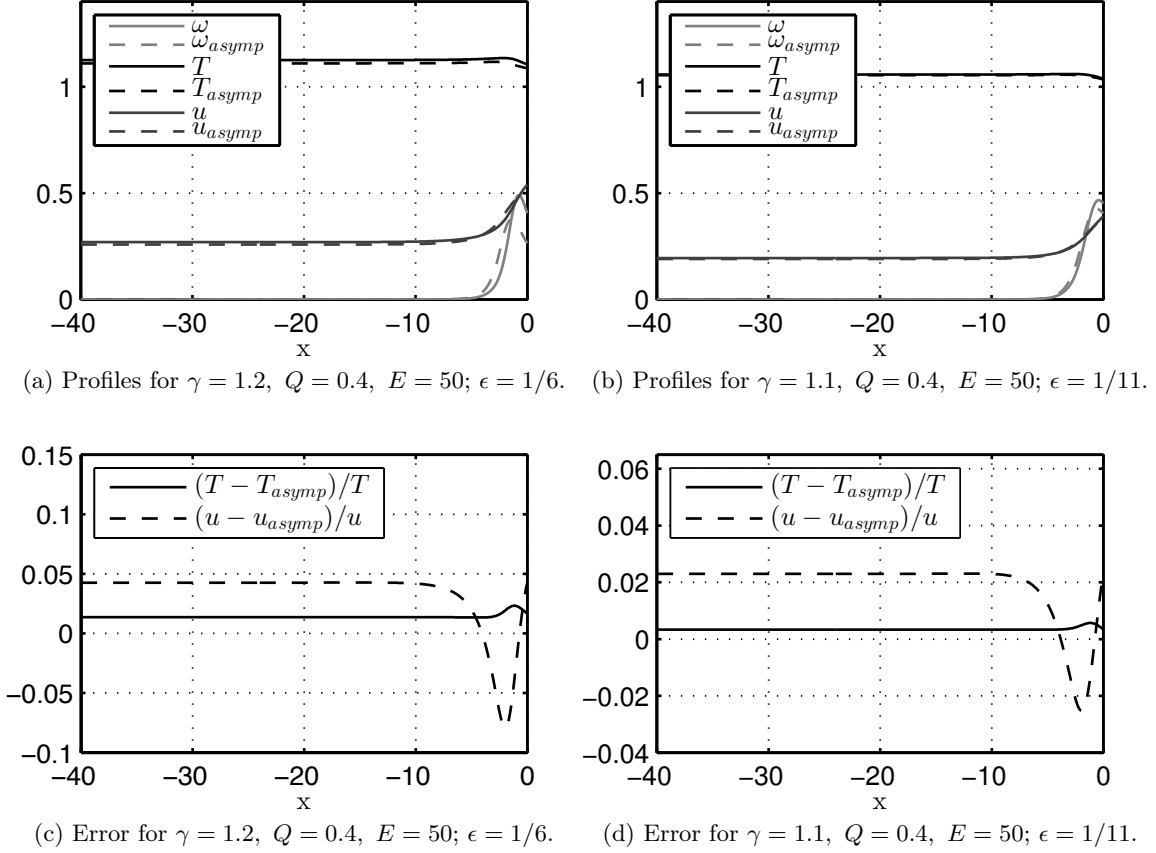 ω
ω_asymp
T
T_asymp
u
u_asymp
1
0.5
0
−40 −30 −20 −10 0
x
(a) Profiles for γ = 1.2, Q = 0.4, E = 50; ϵ = 1/6.
ω
ω_asymp
T
T_asymp
u
u_asymp
1
0.5
0
−40 −30 −20 −10 0
x
(b) Profiles for γ = 1.1, Q = 0.4, E = 50; ϵ = 1/11.
(T − T_asymp)/T
(u − u_asymp)/u
0.15
0.1
0.05
0
−0.05
−0.1
−40 −30 −20 −10 0
x
(c) Error for γ = 1.2, Q = 0.4, E = 50; ϵ = 1/6.
(T − T_asymp)/T
(u − u_asymp)/u
0.06
0.04
0.02
0
−0.02
−0.04
−40 −30 −20 −10 0
x
(d) Error for γ = 1.1, Q = 0.4, E = 50; ϵ = 1/11.